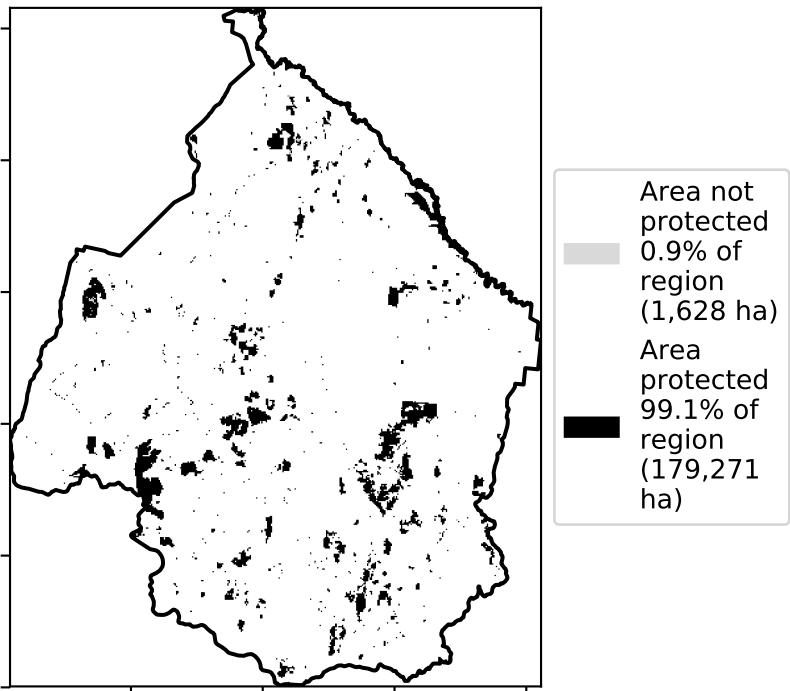 Area not
protected
0.9% of
region
(1,628 ha)
Area
protected
99.1% of
region
(179,271
ha)